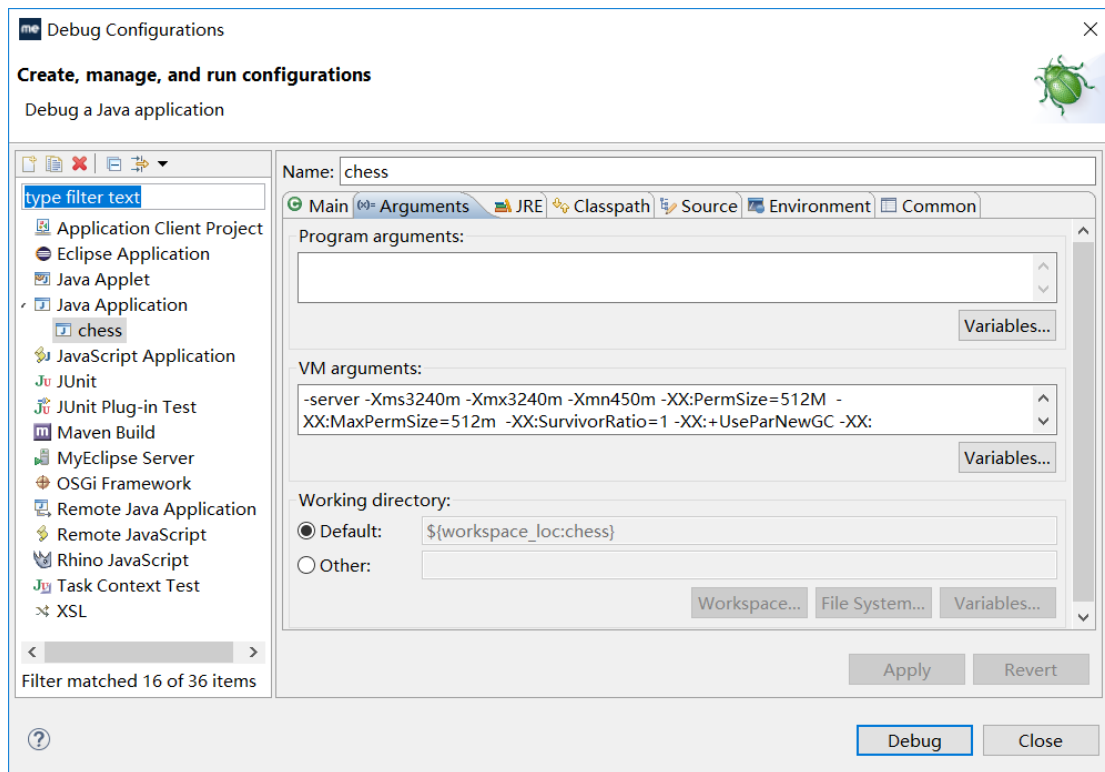 me Debug Configurations
Create, manage, and run configurations
Debug a Java application
Name: chess
type filter text
Main (x)= Arguments JRE Classpath Source Environment Common
Application Client Project
Eclipse Application
Java Applet
Java Application
chess
JavaScript Application
Ju JUnit
JUnit Plug-in Test
m Maven Build
MyEclipse Server
OSGi Framework
Remote Java Application
Remote JavaScript
Rhino JavaScript
Task Context Test
XSL
Filter matched 16 of 36 items
Program arguments:
Variables...
VM arguments:
-server -Xms3240m -Xmx3240m -Xmn450m -XX:PermSize=512M -
XX:MaxPermSize=512m -XX:SurvivorRatio=1 -XX:+UseParNewGC -XX:
Variables...
Working directory:
Default: ${workspace_loc:chess}
Other:
Workspace... File System... Variables...
Apply Revert
? Debug Close